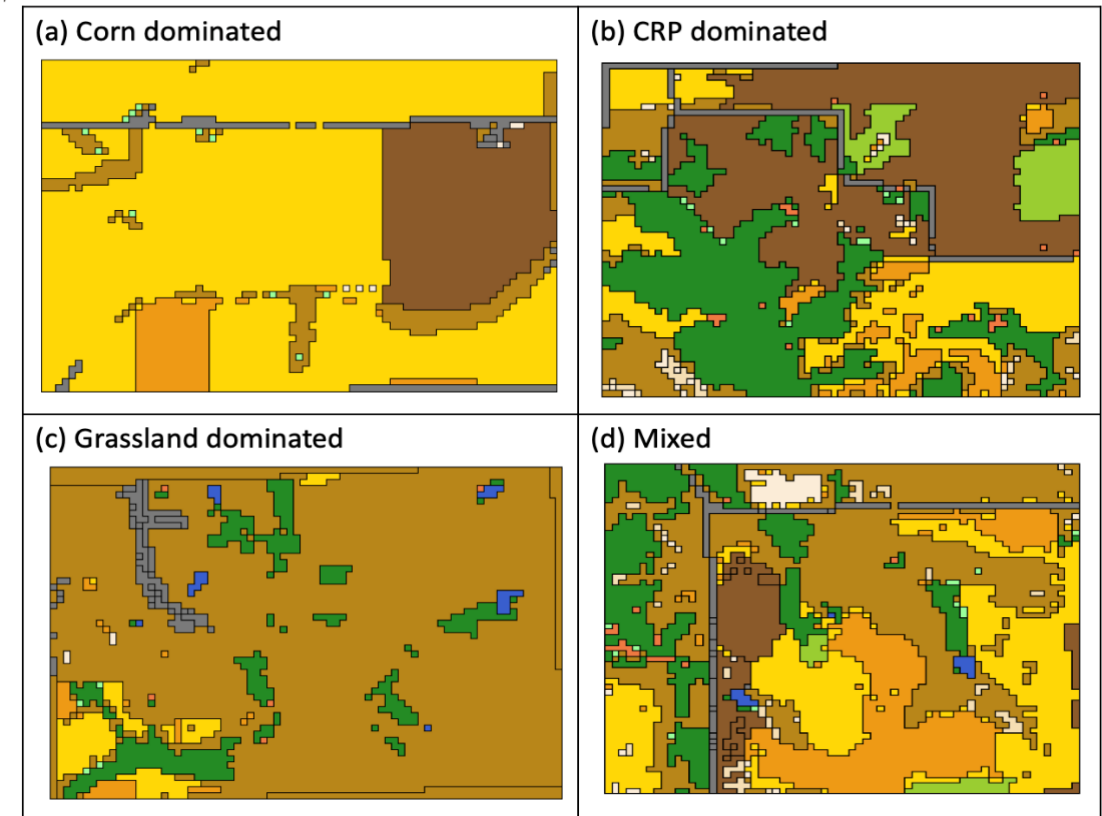 (a) Corn dominated
(b) CRP dominated
(c) Grassland dominated
(d) Mixed